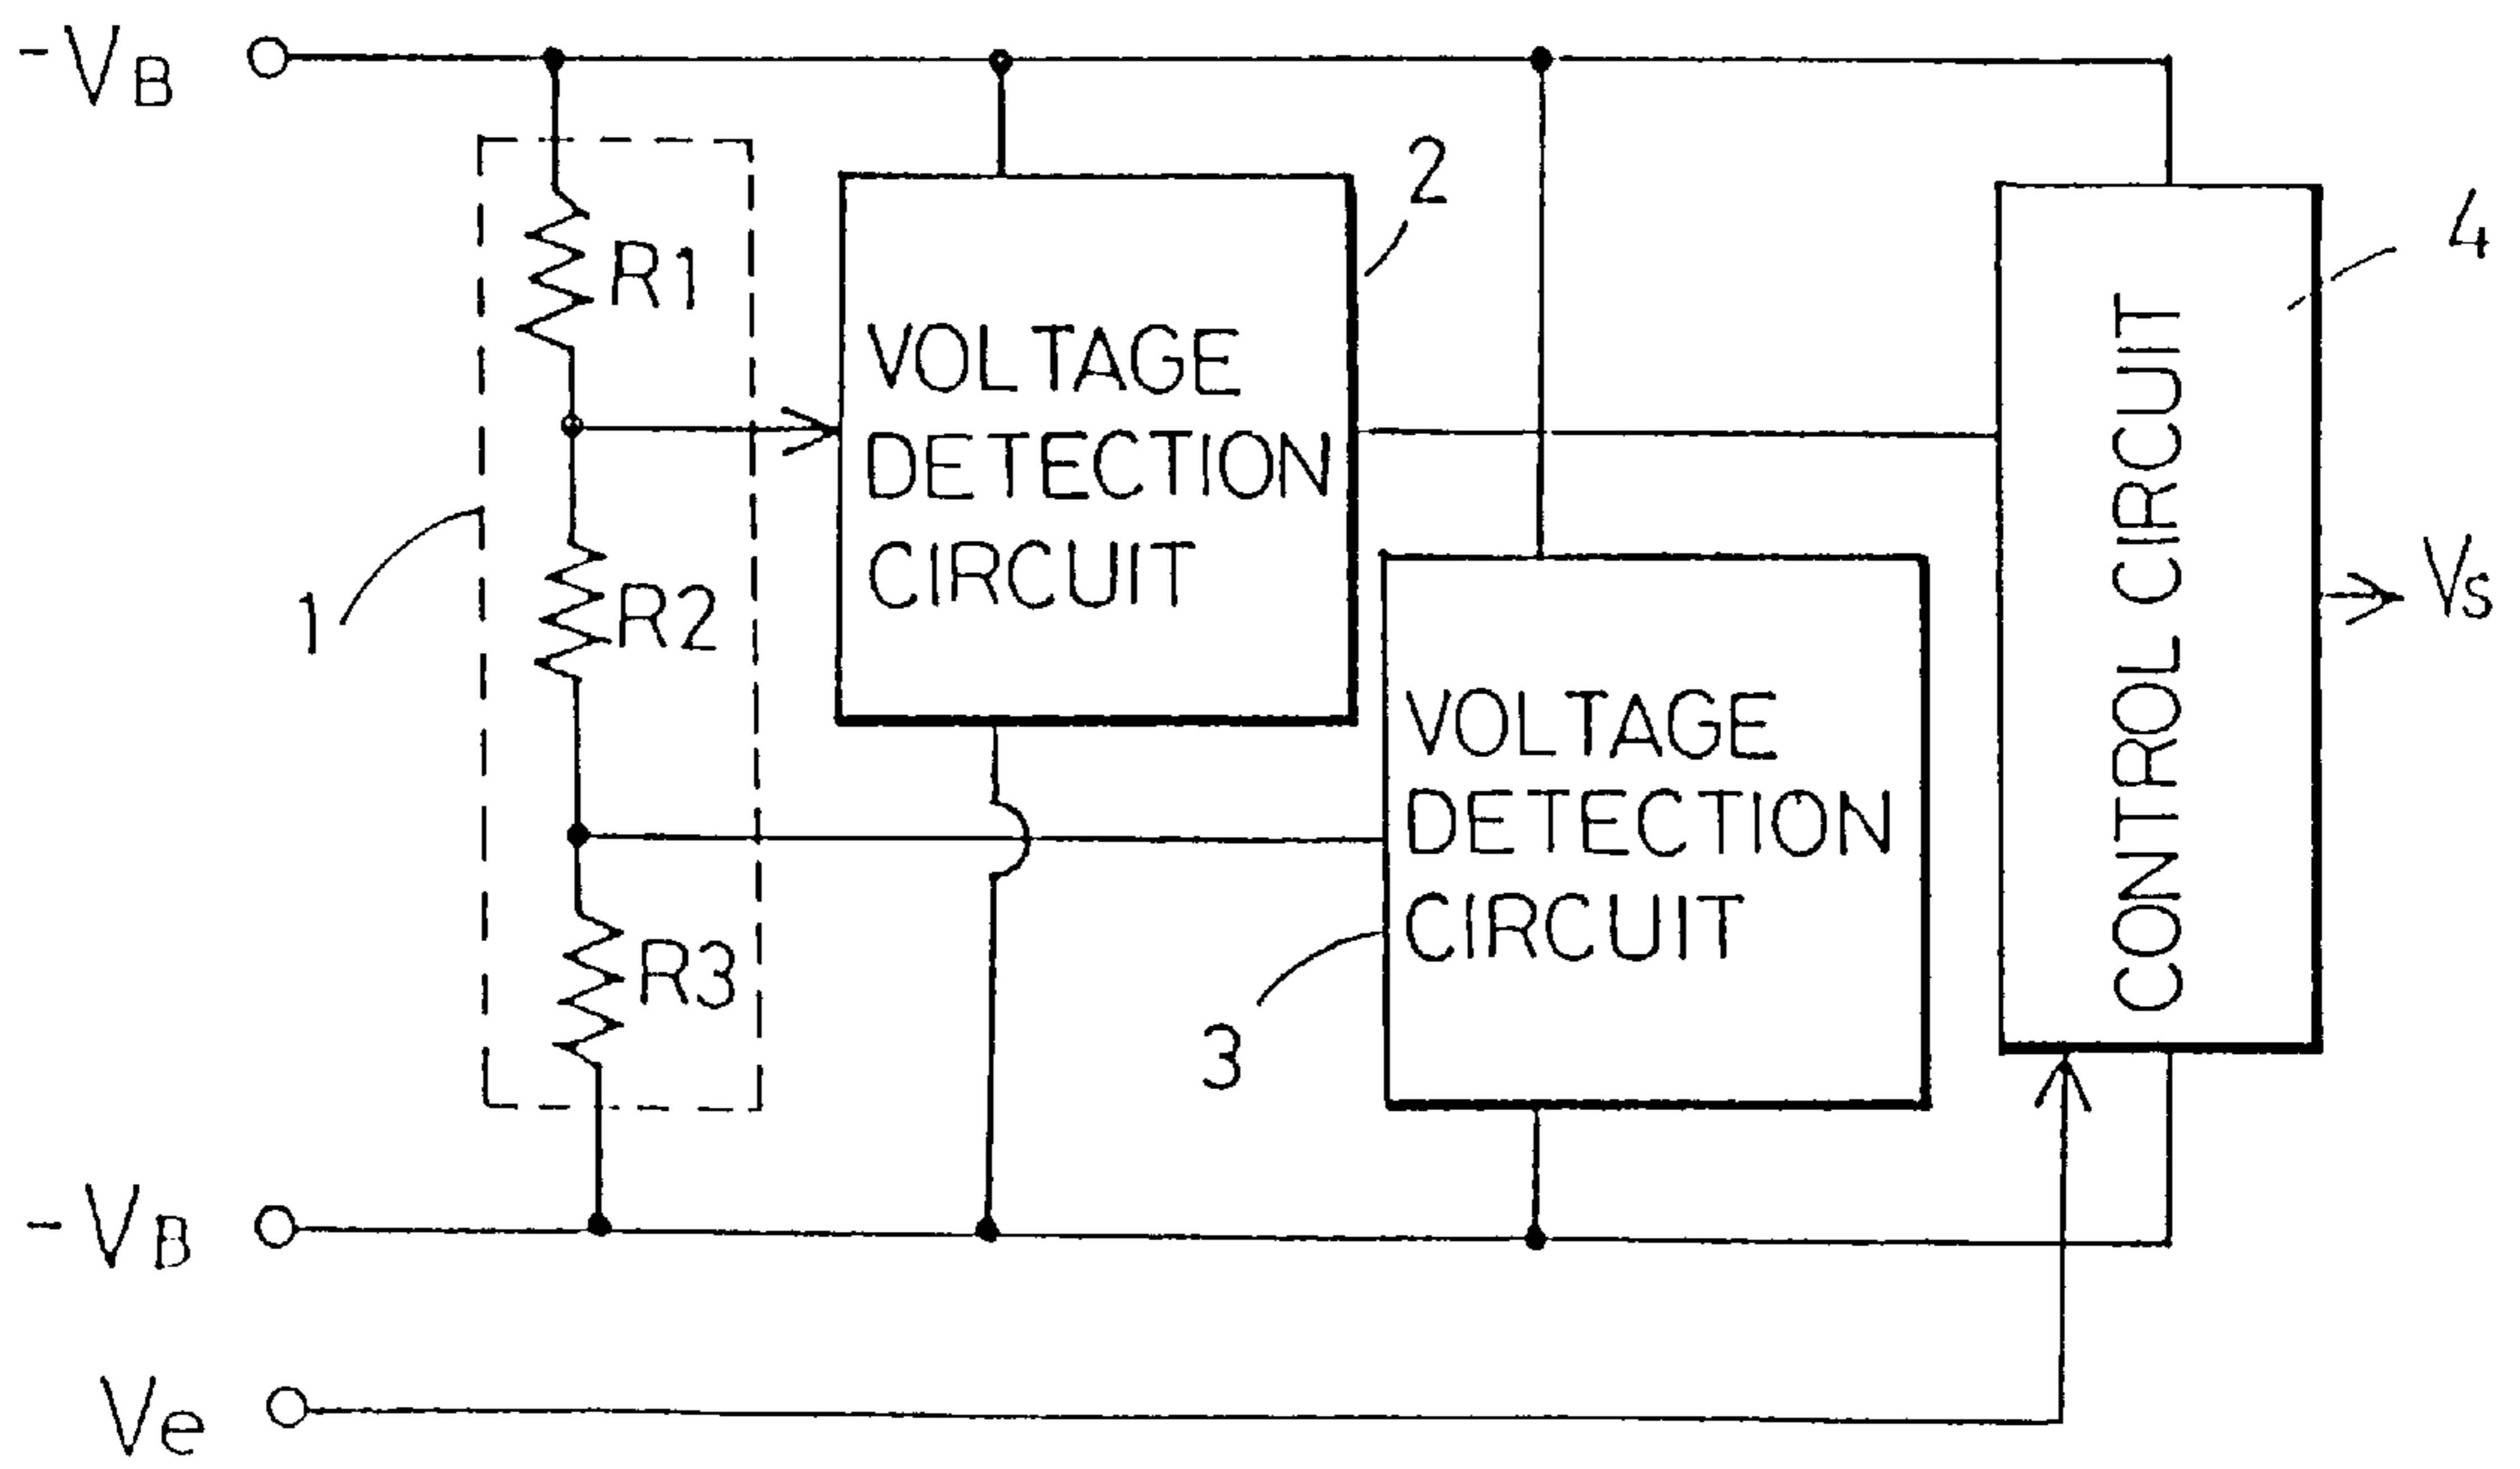 -VB
2
4
R1
VOLTAGE
DETECTION
CIRCUIT
CONTROL CIRCUIT
1
R2
Vs
VOLTAGE
DETECTION
CIRCUIT
R3
3
-VB
Ve